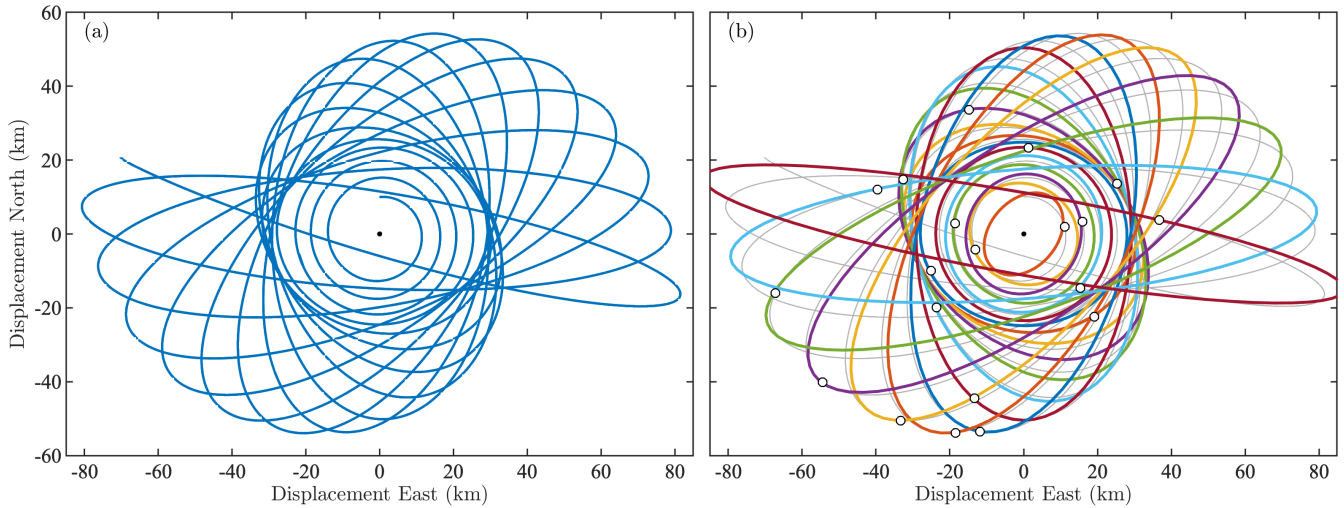 (a)
(b)
Displacement North (km)
60
40
20
0
-20
-40
-60
-80 -60 -40 -20 0 20 40 60 80
-80 -60 -40 -20 0 20 40 60 80
Displacement East (km)
Displacement East (km)